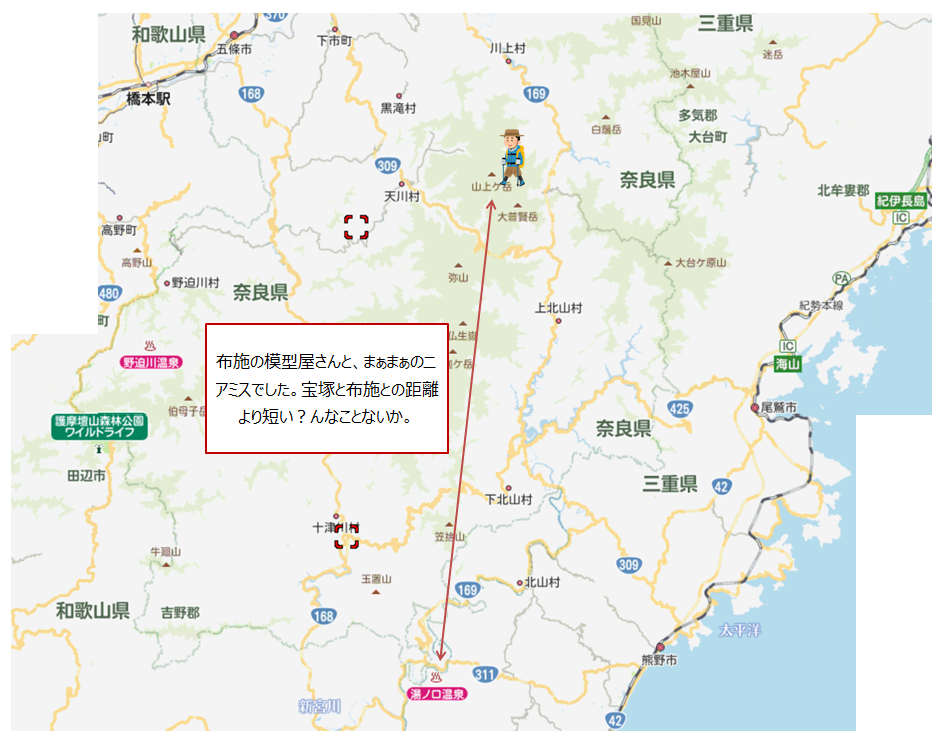 370
和歌山県
五條市
下市町
川上村
国見山
三重県
迷岳
池木屋山
橋本駅
168
黒滝村
169
白鬚岳
多気郡
大台町
309
山上ケ岳
奈良県
天川村
大普賢岳
北牟婁郡
紀伊長島
IC
高野町
高野山
弥山
大台ケ原山
PA
野迫川村
奈良県
480
町
上北山村
紀勢本線
野迫川温泉
IC
海山
布施の模型屋さんと、まぁまぁのニ
アミスでした。宝塚と布施との距離
より短い？んなことないか。
伯母子岳
425
尾鷲市
護摩壇山森林公園
ワイルドライフ
奈良県
田辺市
三重県
42
下北山村
十津川村
笠捨山
牛廻山
玉置山
309
北山村
169
和歌山県
吉野郡
168
太平洋
熊野市
311
湯ノ口温泉
新宮川
42